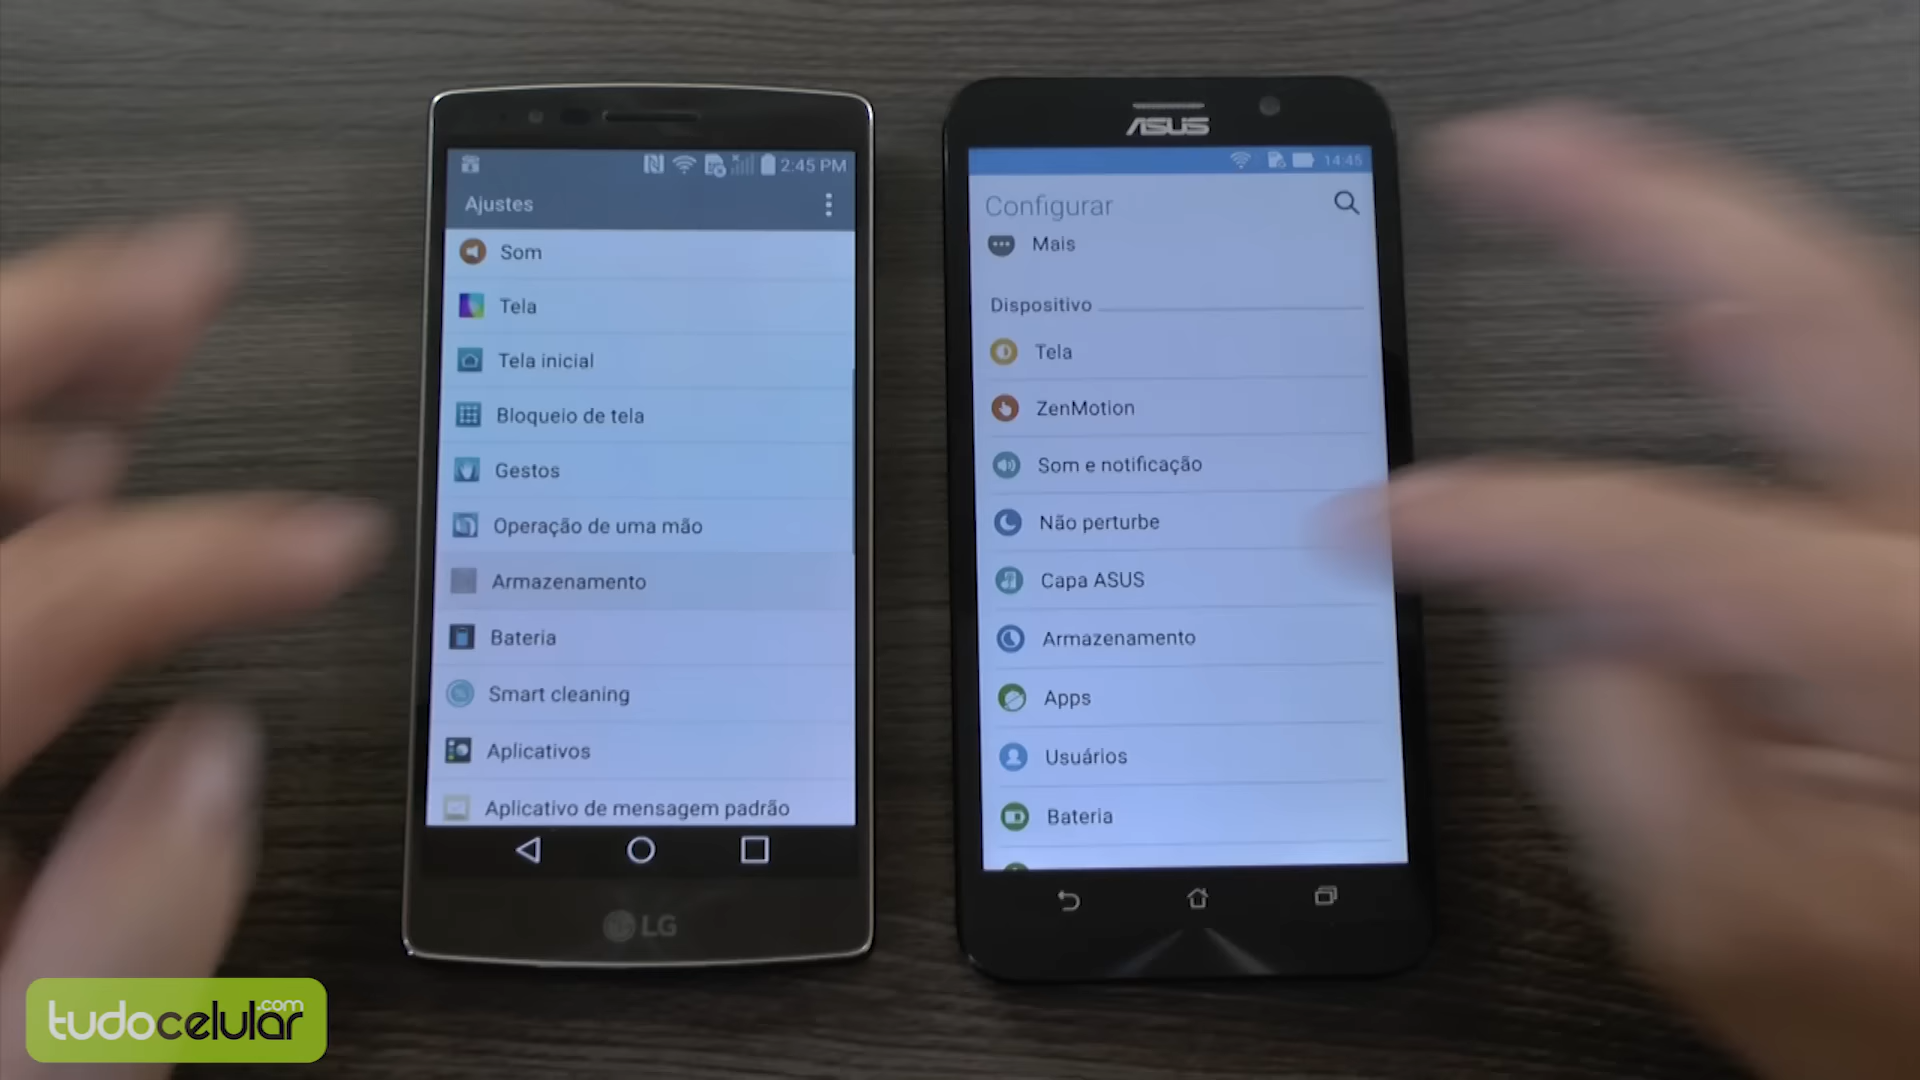 2:45 PM
Ajustes
Som
Tela
Tela inicial
Bloqueio de tela
Gestos
Operação de uma mão
Armazenamento
Bateria
Smart cleaning
Aplicativos
Aplicativo de mensagem padrão
LG
ASUS
14:45
Configurar
Mais
Dispositivo
Tela
ZenMotion
Som e notificação
Não perturbe
Capa ASUS
Armazenamento
Apps
Usuários
Bateria
tudocelular.com